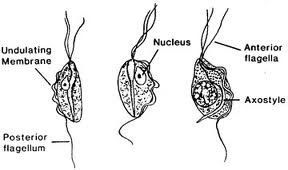 Undulating
Membrane
Nucleus
Anterior
flagella
Axostyle
Posterior
flagellum